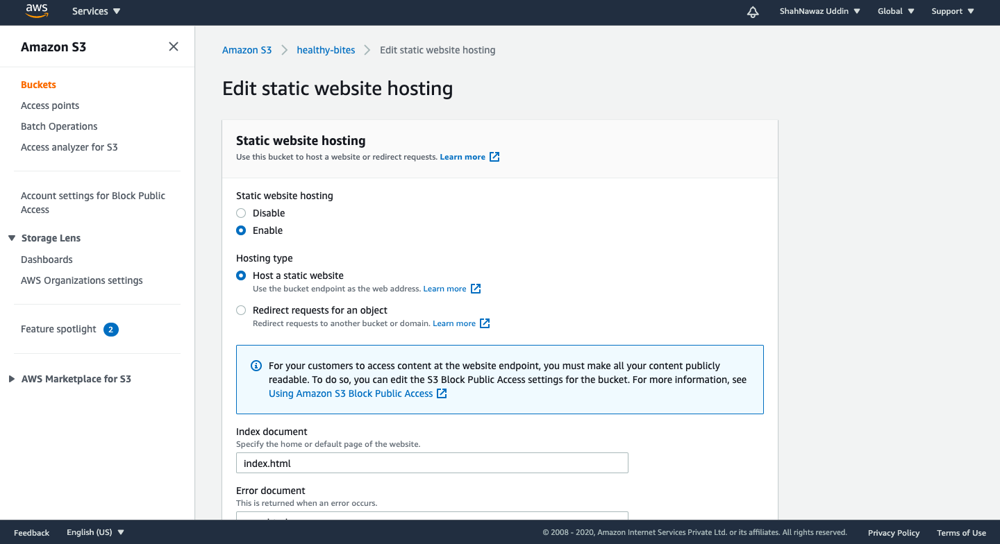 aws
Services
ShahNawaz Uddin
Global
Support
Amazon S3
Buckets
Access points
Batch Operations
Access analyzer for S3
Account settings for Block Public
Access
Storage Lens
Dashboards
AWS Organizations settings
Feature spotlight 2
AWS Marketplace for S3
Amazon S3 > healthy-bites > Edit static website hosting
Edit static website hosting
Static website hosting
Use this bucket to host a website or redirect requests. Learn more
Static website hosting
Disable
Enable
Hosting type
Host a static website
Use the bucket endpoint as the web address. Learn more
Redirect requests for an object
Redirect requests to another bucket or domain. Learn more
For your customers to access content at the website endpoint, you must make all your content publicly
readable. To do so, you can edit the S3 Block Public Access settings for the bucket. For more information, see
Using Amazon S3 Block Public Access
Index document
Specify the home or default page of the website.
index.html
Error document
This is returned when an error occurs.
Feedback
English (US)
© 2008 - 2020, Amazon Internet Services Private Ltd. or its affiliates. All rights reserved.
Privacy Policy
Terms of Use